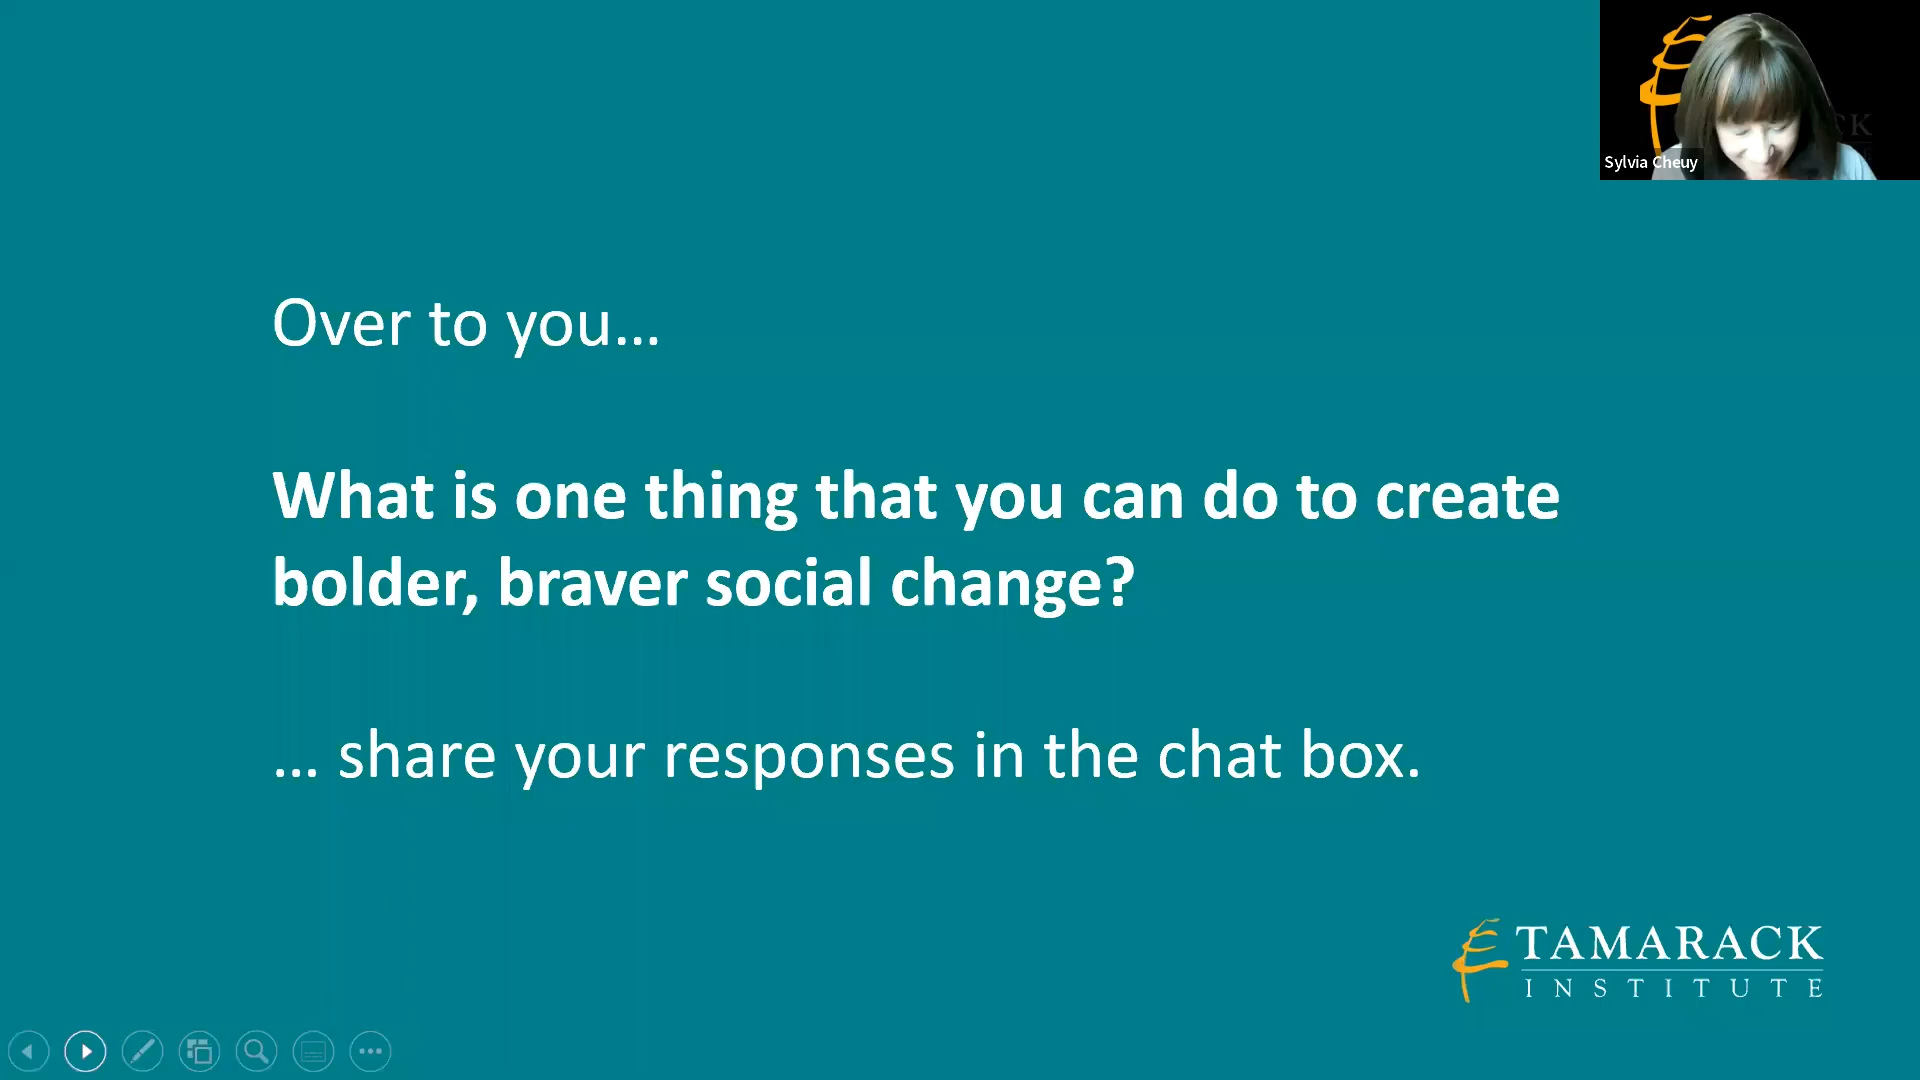 CK
Sylvia Cheuy
Over to you...
What is one thing that you can do to create
bolder, braver social change?
... share your responses in the chat box.
TAMARACK
INSTITUTE